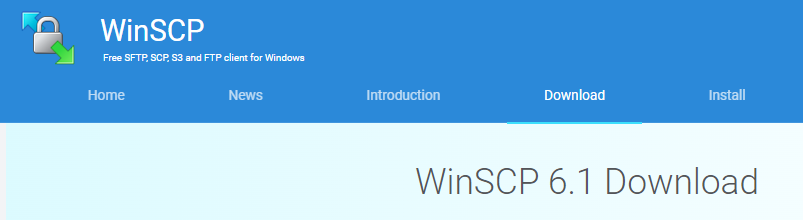 WinSCP
Free SFTP, SCP, S3 and FTP client for Windows
Home News Introduction Download Install
WinSCP 6.1 Download